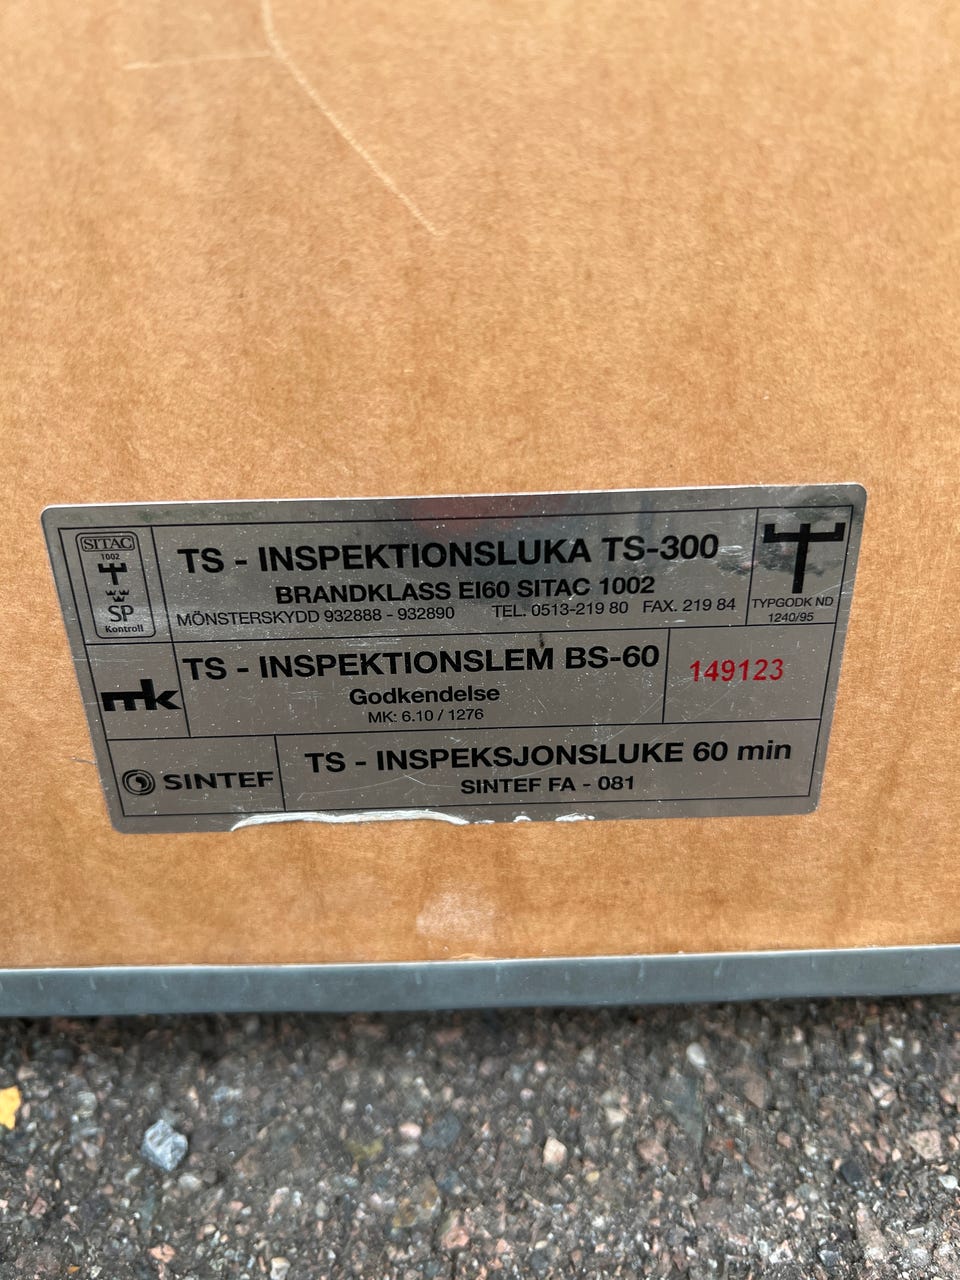 SITAC
1002
SP
Kontroll
TS - INSPEKTIONSLUKA TS-300
BRANDKLASS EI60 SITAC 1002
MÖNSTERSKYDD 932888 - 932890 TEL. 0513-219 80 FAX. 219 84
TYPGODK ND
1240/95
mk
TS - INSPEKTIONSLEM BS-60
Godkendelse
MK: 6.10 / 1276
149123
SINTEF
TS - INSPEKSJONSLUKE 60 min
SINTEF FA - 081